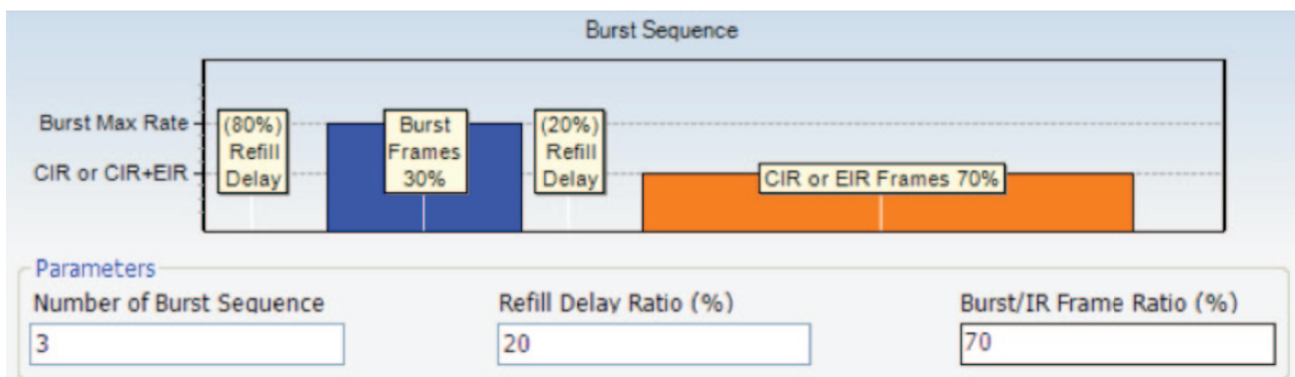 Burst Sequence
Burst Max Rate
CIR or CIR+EIR
(80%)
Refill
Delay
Burst
Frames
30%
(20%)
Refill
Delay
CIR or EIR Frames 70%
Parameters
Number of Burst Sequence
Refill Delay Ratio (%)
Burst/IR Frame Ratio (%)
3
20
70